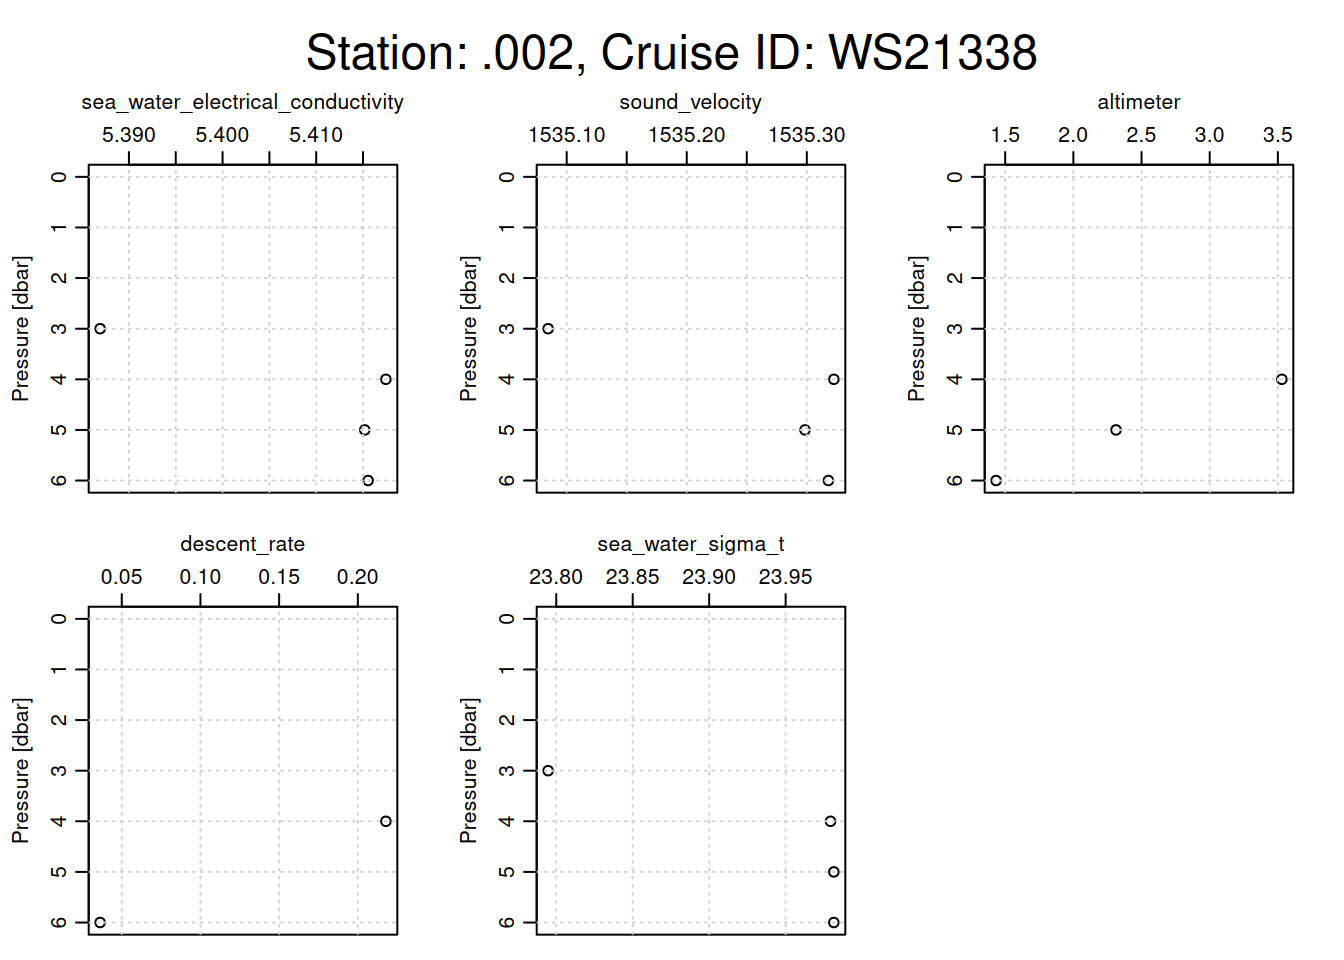 Station: .002, Cruise ID: WS21338
sea_water_electrical_conductivity
5.390 5.400 5.410
Pressure [dbar]
0
1
2
3
4
5
6
sound_velocity
1535.10 1535.20 1535.30
Pressure [dbar]
0
1
2
3
4
5
6
altimeter
1.5 2.0 2.5 3.0 3.5
Pressure [dbar]
0
1
2
3
4
5
6
descent_rate
0.05 0.10 0.15 0.20
Pressure [dbar]
0
1
2
3
4
5
6
sea_water_sigma_t
23.80 23.85 23.90 23.95
Pressure [dbar]
0
1
2
3
4
5
6